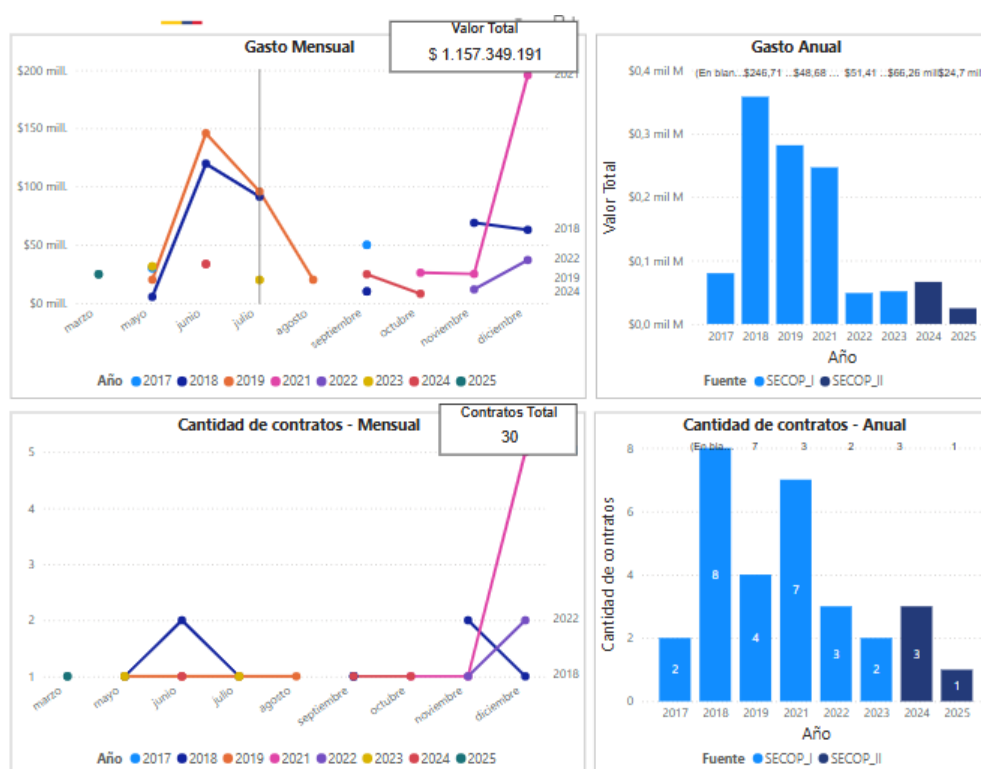 Valor Total
$ 1.157.349.191
Gasto Mensual
$200 mill.
$150 mill.
$100 mill.
$50 mill.
$0 mill.
2021
2018
2022
2019
2024
marzo
mayo
junio
julio
agosto
septiembre
octubre
noviembre
diciembre
Año 2017 2018 2019 2021 2022 2023 2024 2025
Gasto Anual
(En blan... $246,71 ... $48,68 ... $51,41 ... $66,26 mil $24,7 mil
Valor Total
$0,4 mil M
$0,3 mil M
$0,2 mil M
$0,1 mil M
$0,0 mil M
2017 2018 2019 2021 2022 2023 2024 2025
Año
Fuente SECOP_I SECOP_II
Contratos Total
30
Cantidad de contratos - Mensual
5
4
3
2
1
2022
2018
marzo
mayo
junio
julio
agosto
septiembre
octubre
noviembre
diciembre
Año 2017 2018 2019 2021 2022 2023 2024 2025
Cantidad de contratos - Anual
(En bla... 7 3 2 3 1
Cantidad de contratos
8
6
4
2
0
2 8 4 7 3 2 3 1
2017 2018 2019 2021 2022 2023 2024 2025
Año
Fuente SECOP_I SECOP_II